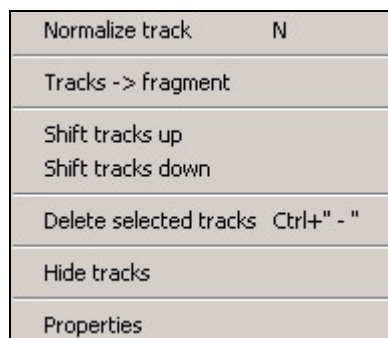 Normalize track N
Tracks -> fragment
Shift tracks up
Shift tracks down
Delete selected tracks Ctrl+" - "
Hide tracks
Properties